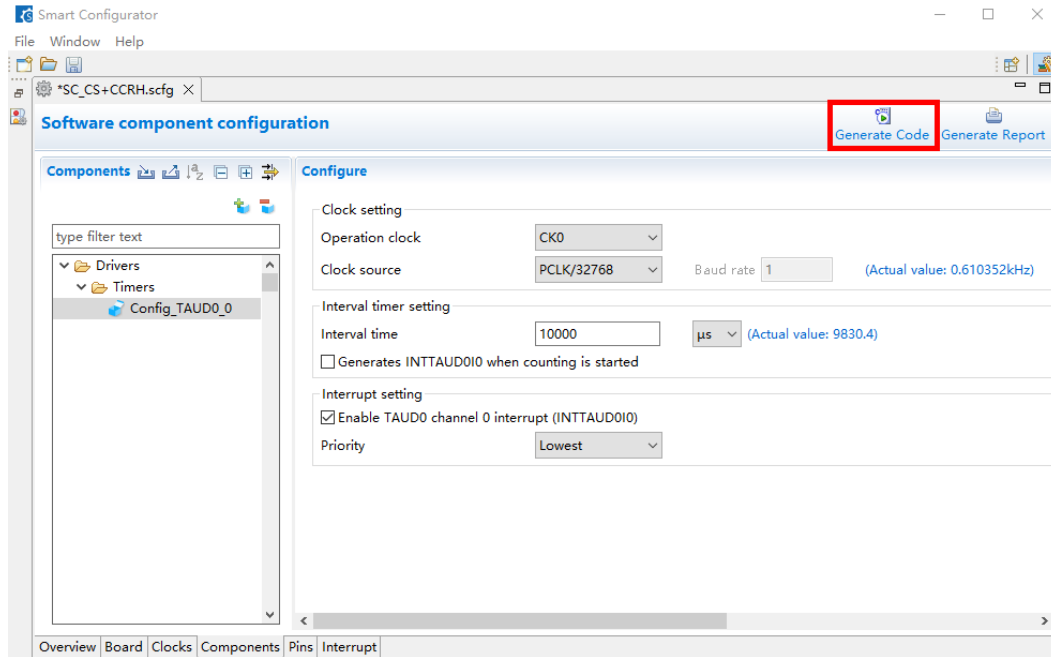 Smart Configurator
File Window Help
*SC_CS+CCRH.scfg
Software component configuration
Generate Code Generate Report
Components
Configure
type filter text
Drivers
Timers
Config_TAUD0_0
Clock setting
Operation clock CK0
Clock source PCLK/32768 Baud rate 1 (Actual value: 0.610352kHz)
Interval timer setting
Interval time 10000 µs (Actual value: 9830.4)
Generates INTTAUD0I0 when counting is started
Interrupt setting
Enable TAUD0 channel 0 interrupt (INTTAUD0I0)
Priority Lowest
Overview Board Clocks Components Pins Interrupt